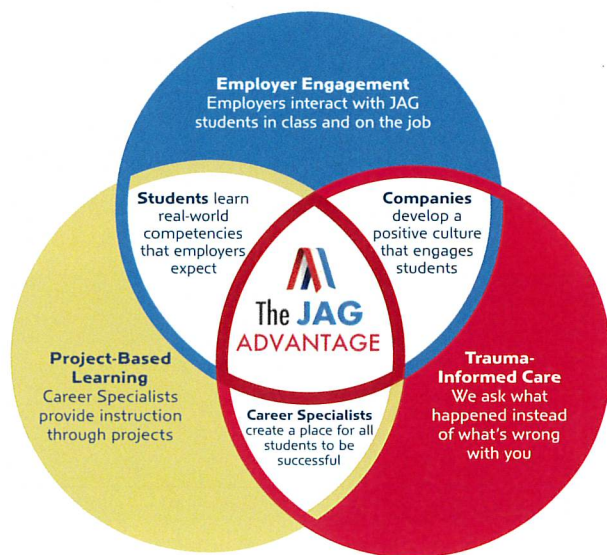 Employer Engagement
Employers interact with JAG
students in class and on the job
Students learn
real-world
competencies
that employers
expect
Companies
develop a
positive culture
that engages
students
The JAG
ADVANTAGE
Project-Based
Learning
Career Specialists
provide instruction
through projects
Trauma-
Informed Care
We ask what
happened instead
of what's wrong
with you
Career Specialists
create a place for all
students to be
successful